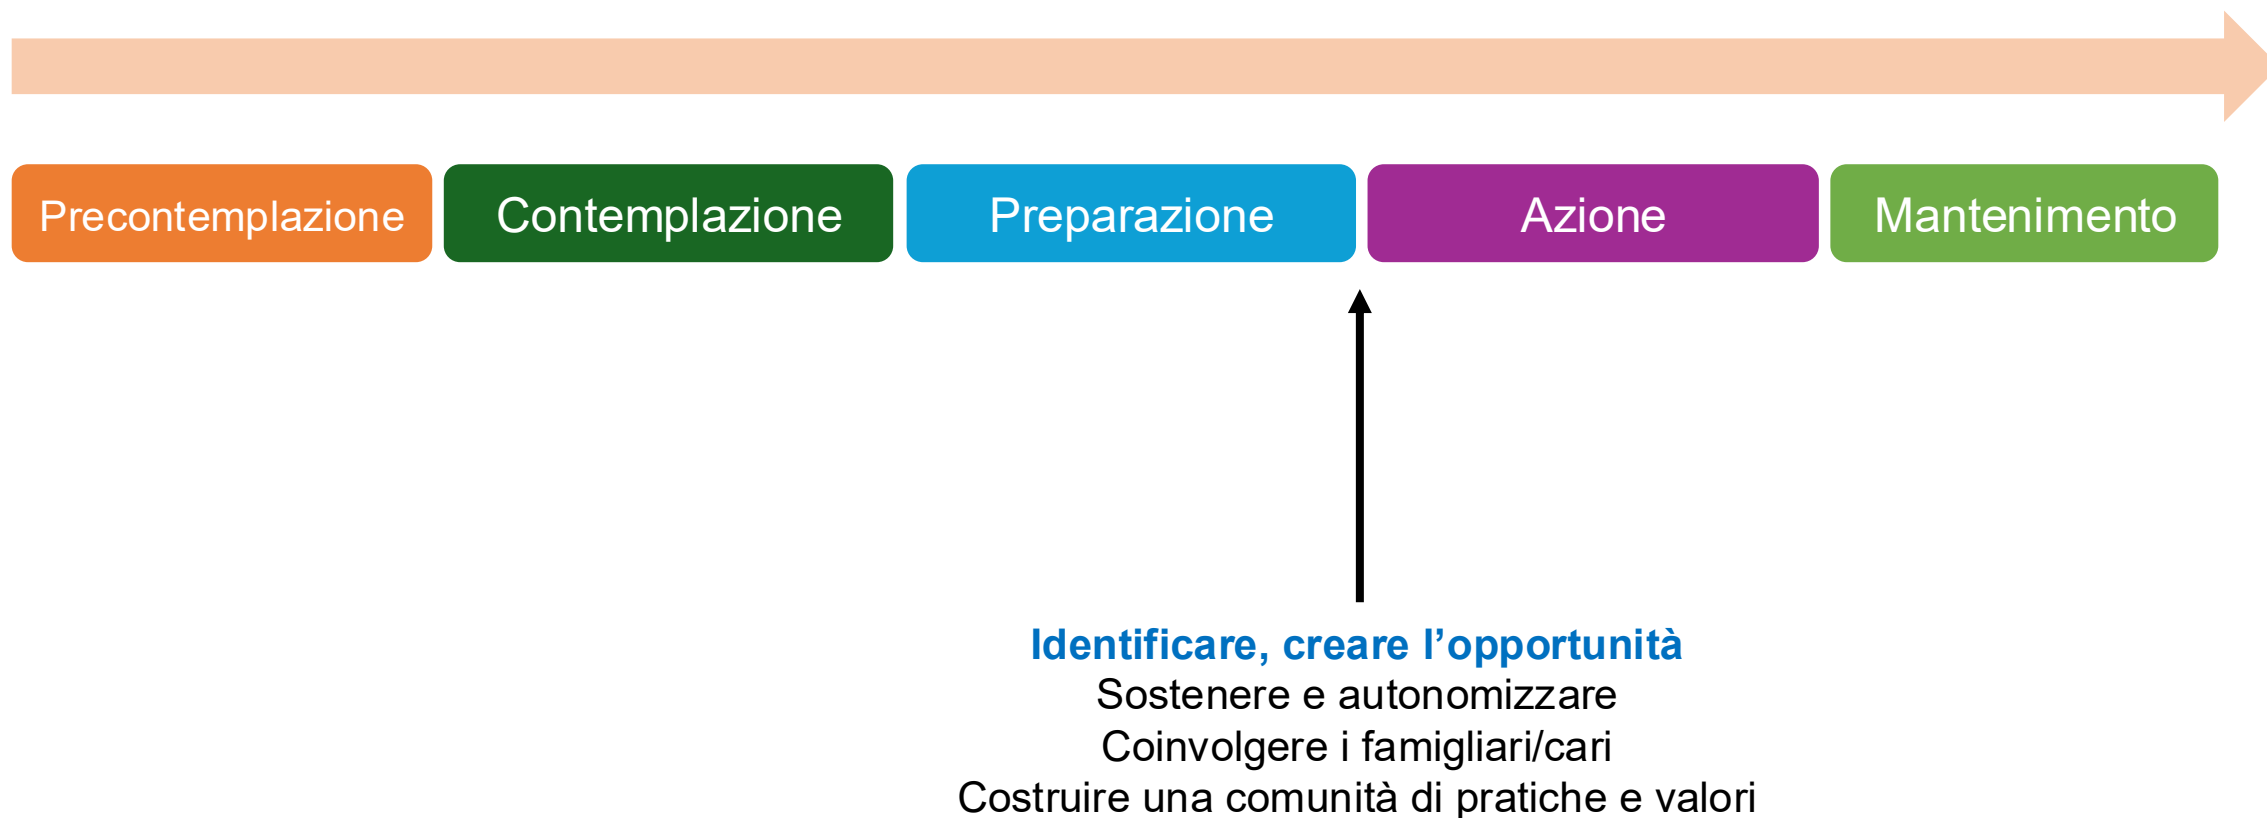 Precontemplazione
Contemplazione
Preparazione
Azione
Mantenimento
Identificare, creare l’opportunità
Sostenere e autonomizzare
Coinvolgere i famigliari/cari
Costruire una comunità di pratiche e valori